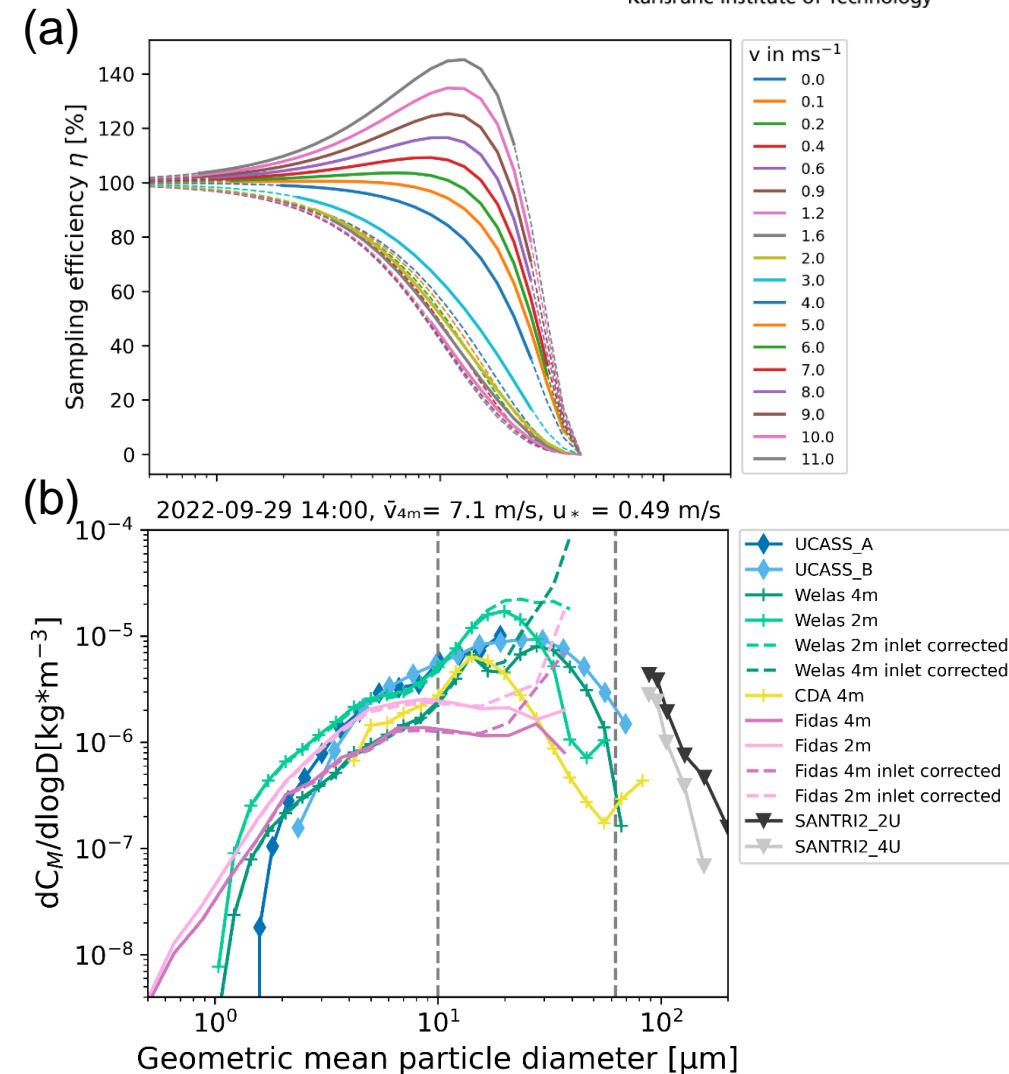 Karlsruhe Institute of Technology
(a)
Sampling efficiency η [%]
140
120
100
80
60
40
20
0
v in ms⁻¹
0.0
0.1
0.2
0.4
0.6
0.9
1.2
1.6
2.0
3.0
4.0
5.0
6.0
7.0
8.0
9.0
10.0
11.0
(b)
2022-09-29 14:00, v̄₄ₘ= 7.1 m/s, u* = 0.49 m/s
dC_M/dlogD[kg*m⁻³]
10⁻⁴
10⁻⁵
10⁻⁶
10⁻⁷
10⁻⁸
10⁰ 10¹ 10²
Geometric mean particle diameter [μm]
UCASS_A
UCASS_B
Welas 4m
Welas 2m
Welas 2m inlet corrected
Welas 4m inlet corrected
CDA 4m
Fidas 4m
Fidas 2m
Fidas 4m inlet corrected
Fidas 2m inlet corrected
SANTRI2_2U
SANTRI2_4U